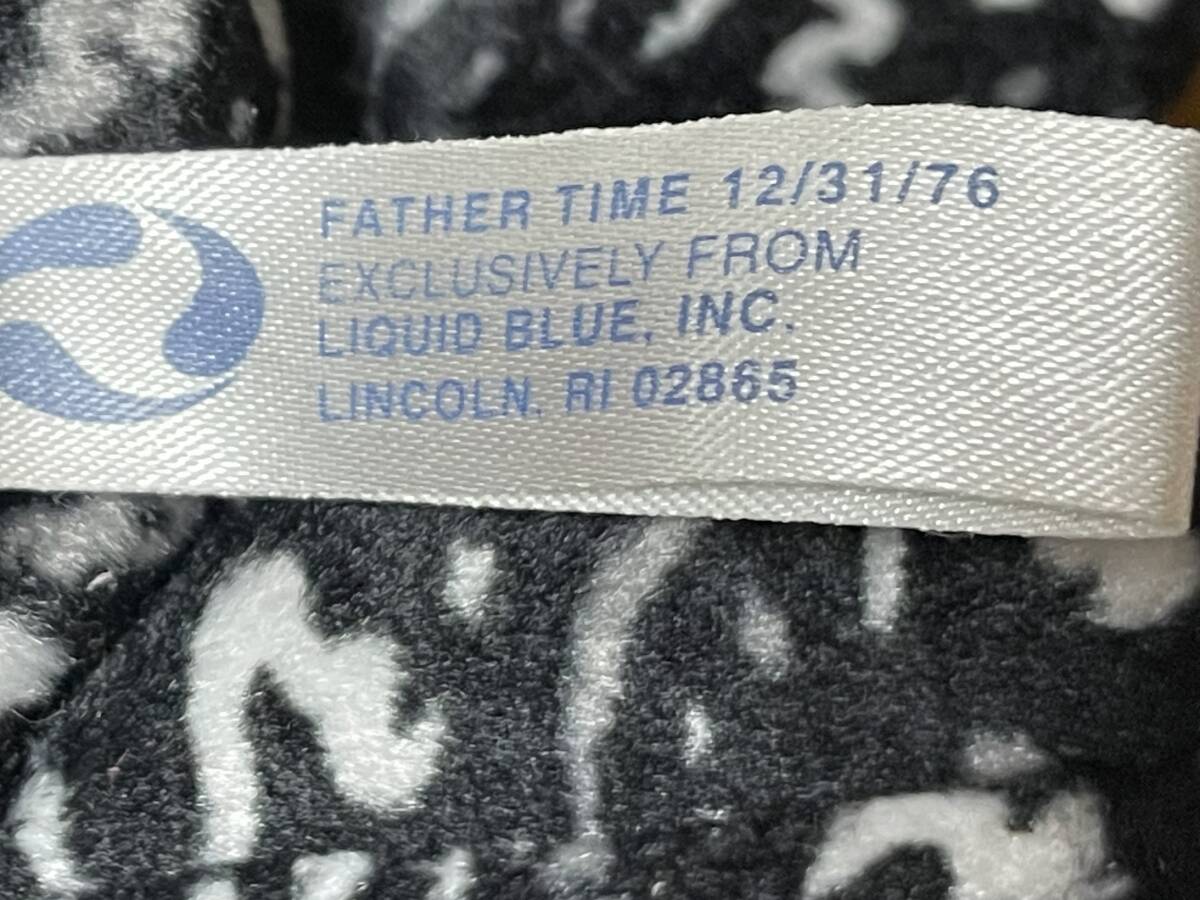 FATHER TIME 12/31/76
EXCLUSIVELY FROM
LIQUID BLUE, INC.
LINCOLN, RI 02865